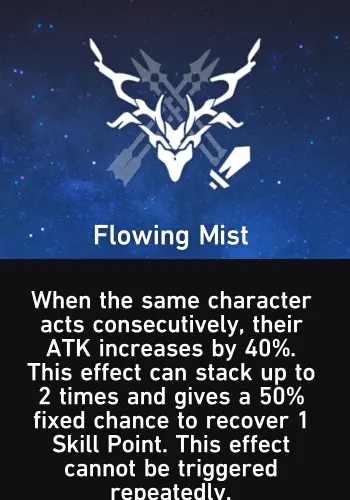 Flowing Mist
When the same character
acts consecutively, their
ATK increases by 40%.
This effect can stack up to
2 times and gives a 50%
fixed chance to recover 1
Skill Point. This effect
cannot be triggered
repeatedly.